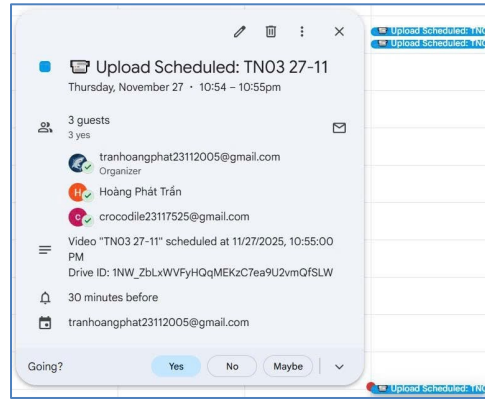 Upload Scheduled: TN03 27-11
Thursday, November 27 · 10:54 – 10:55pm
3 guests
3 yes
tranhoangphat23112005@gmail.com
Organizer
Hoàng Phát Trần
crocodile23117525@gmail.com
Video "TN03 27-11" scheduled at 11/27/2025, 10:55:00
PM
Drive ID: 1NW_ZbLxWVFyHQqMEKzC7ea9U2vmQfSLW
30 minutes before
tranhoangphat23112005@gmail.com
Going?
Yes
No
Maybe
Upload Scheduled: TN0
Upload Scheduled: TN0
Upload Scheduled: TN0